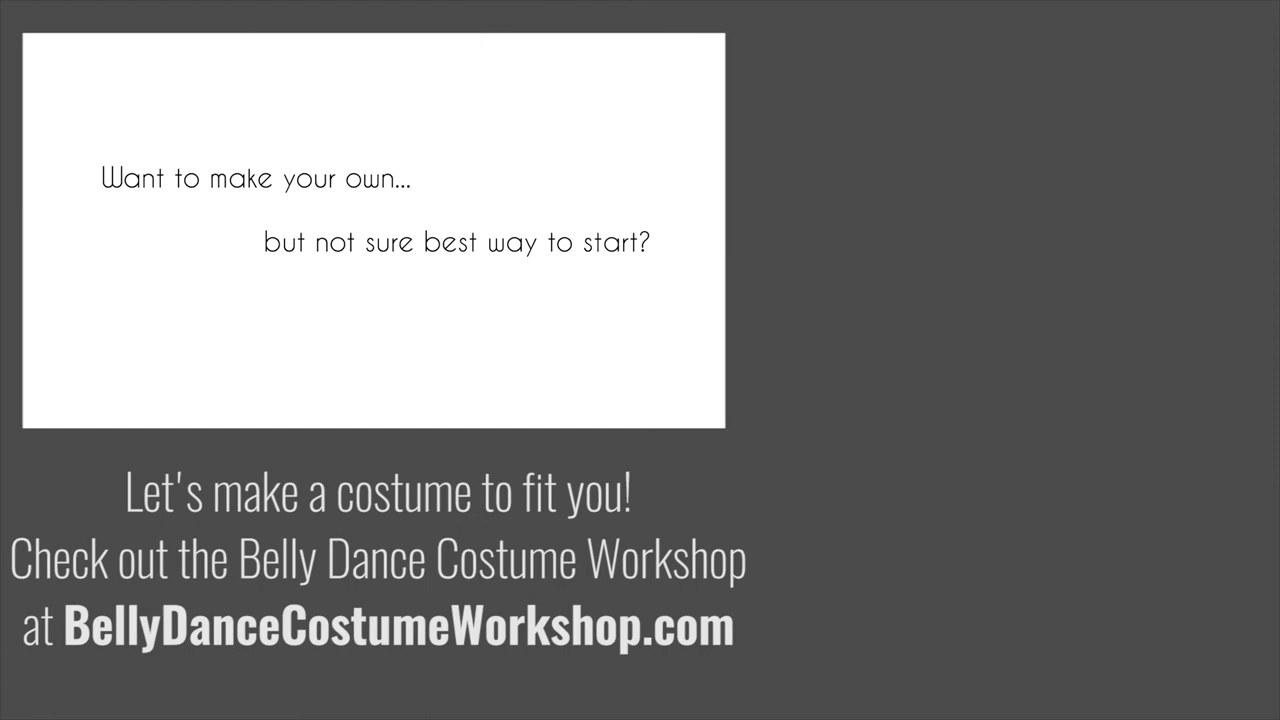 Want to make your own...
but not sure best way to start?
Let's make a costume to fit you!
Check out the Belly Dance Costume Workshop
at BellyDanceCostumeWorkshop.com